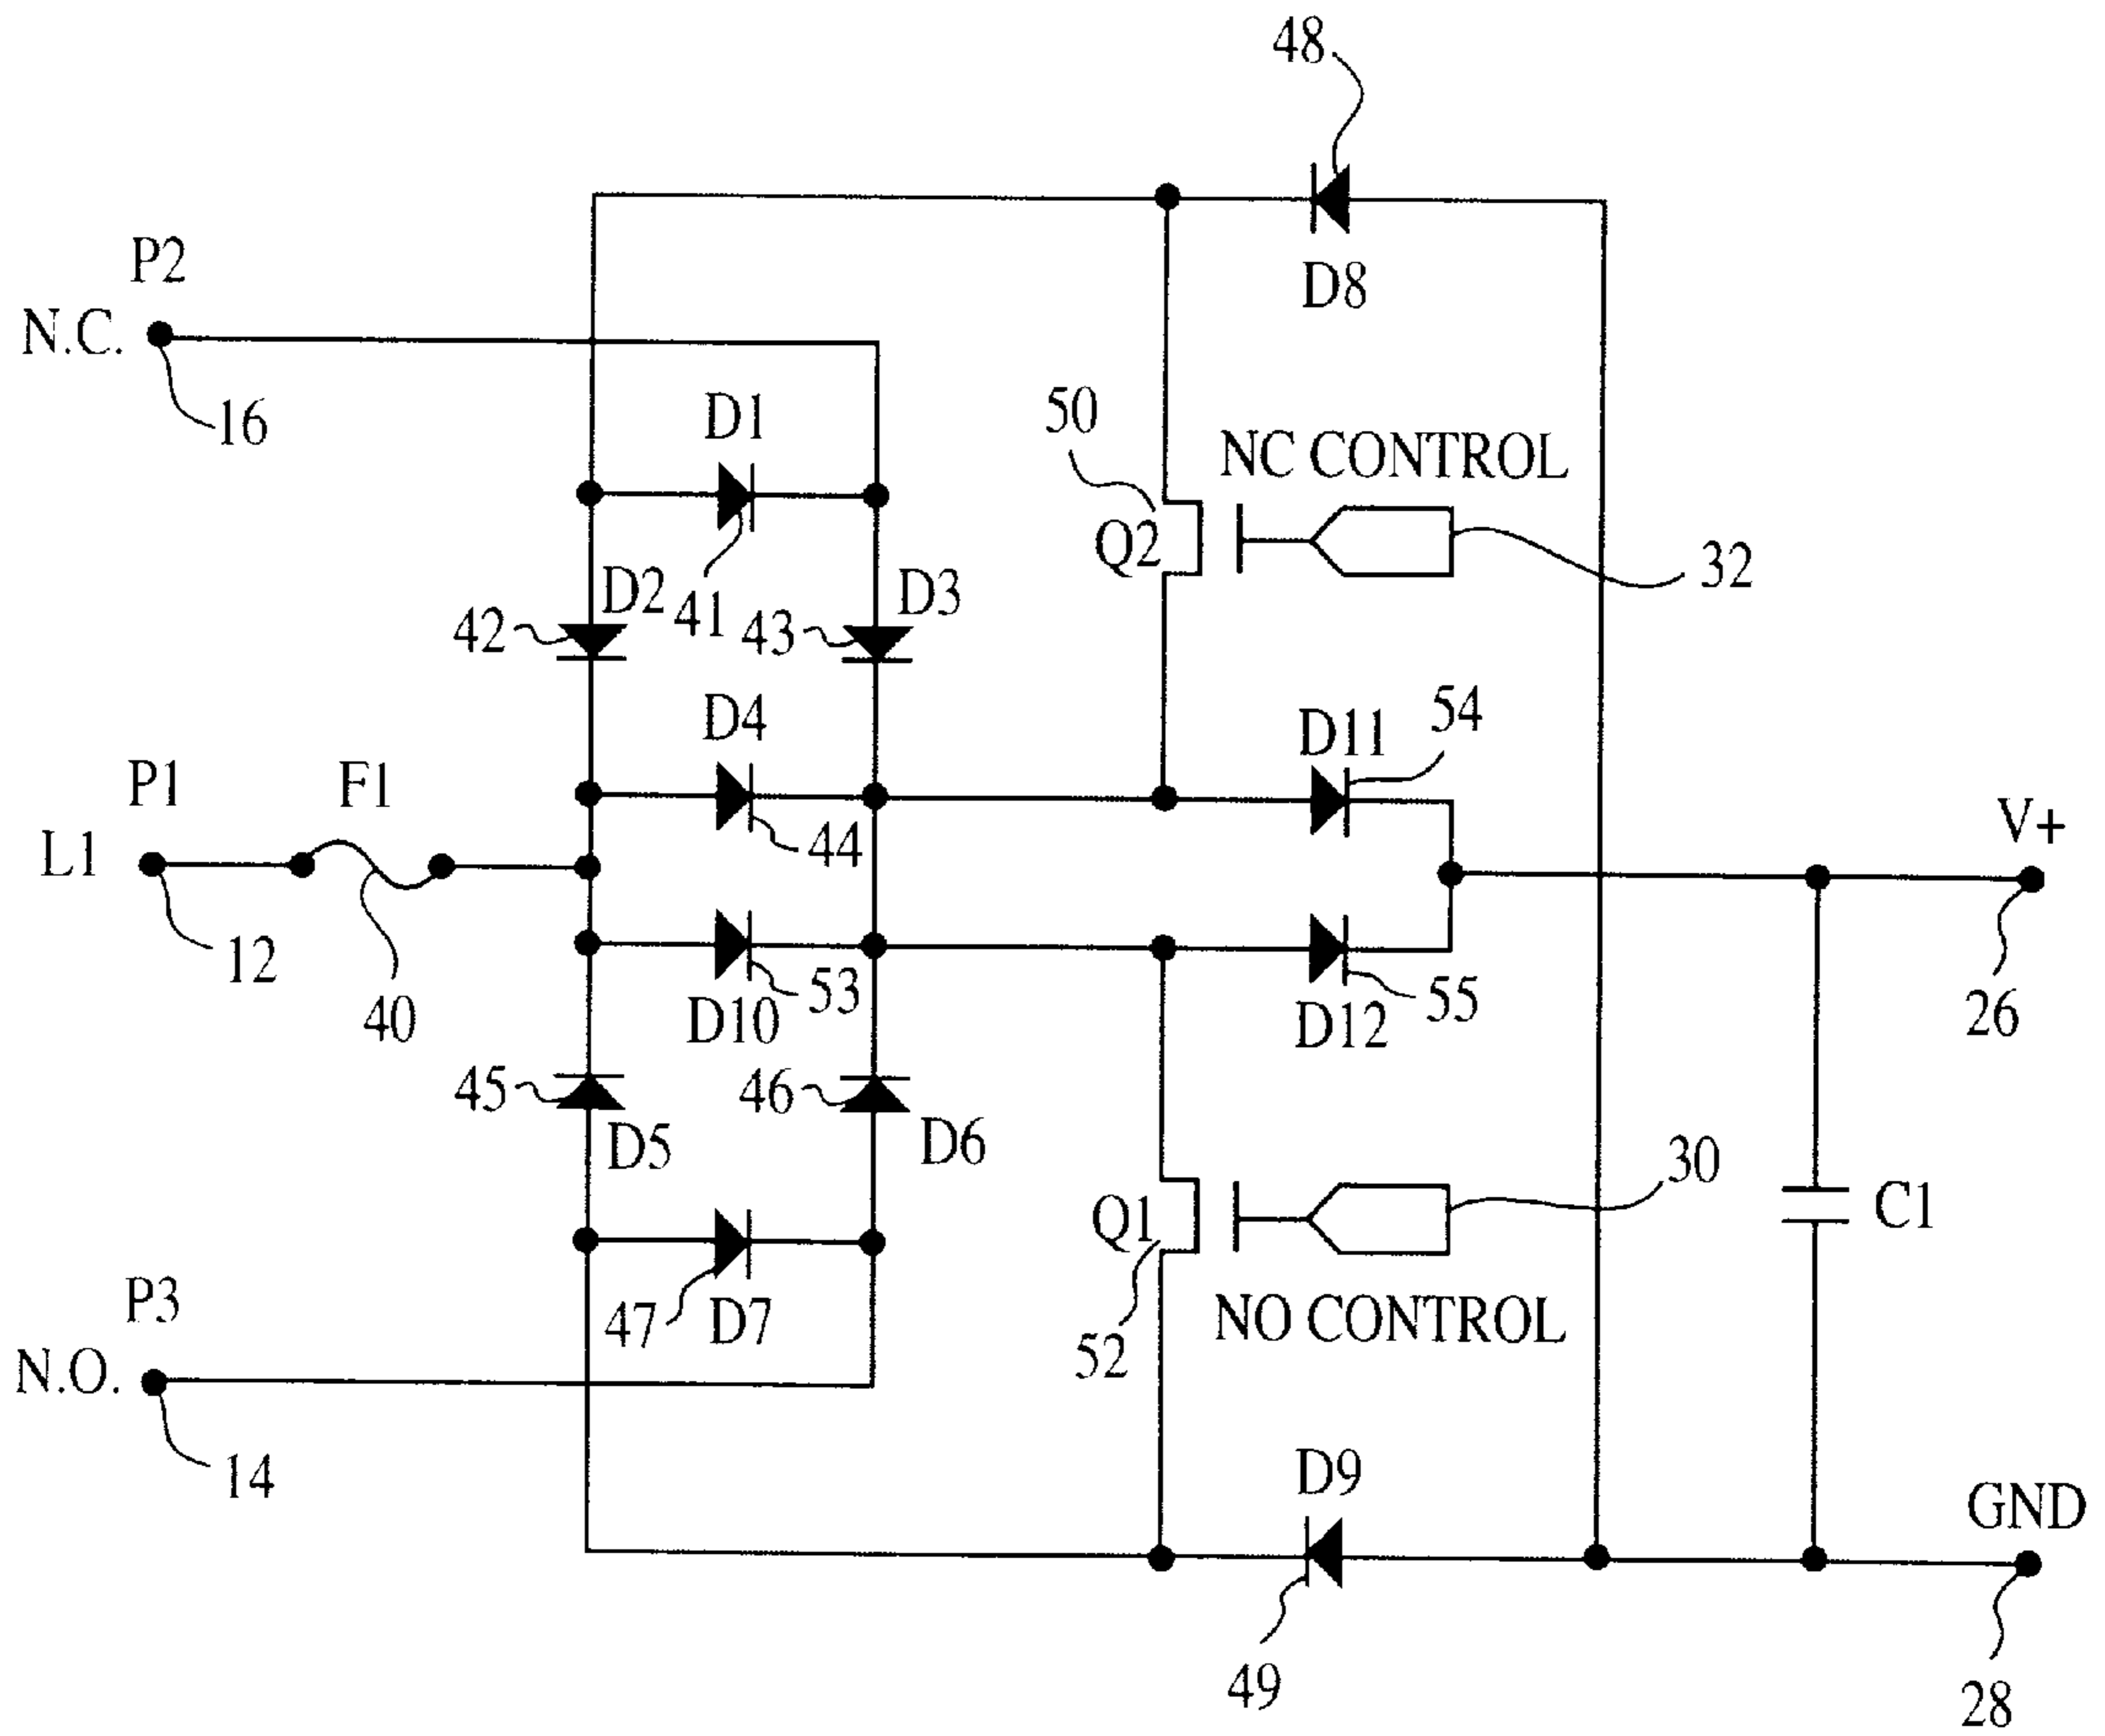 48
P2
D8
N.C.
16
D1
50
NC CONTROL
Q2
32
D2
41
D3
42
43
D4
D11
54
P1
F1
V+
L1
44
12
53
40
D10
D12
55
26
45
46
D5
D6
30
Q1
C1
P3
47
D7
NO CONTROL
52
N.O.
14
D9
GND
49
28